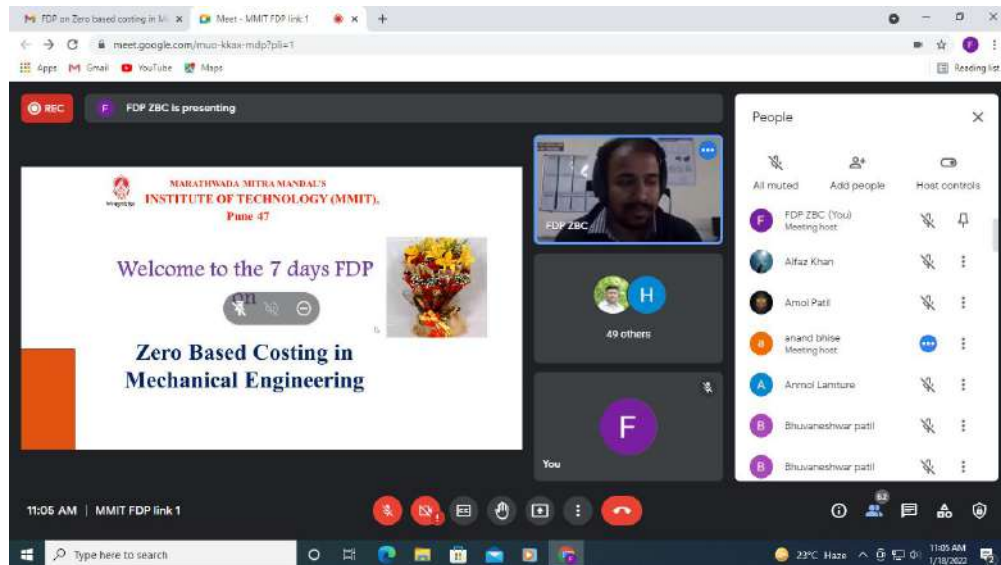 FDP on Zero based costing in M
Meet - MMIT FDP link 1
meet.google.com/muo-kkax-mdp?pli=1
Apps
Gmail
YouTube
Maps
Reading list
REC
F
FDP ZBC is presenting
MARATHWADA MITRA MANDAL'S
INSTITUTE OF TECHNOLOGY (MMIT),
Pune 47
Welcome to the 7 days FDP
on
Zero Based Costing in
Mechanical Engineering
FDP ZBC
H
49 others
F
You
People
All muted
Add people
Host controls
F
FDP ZBC (You)
Meeting host
Alfaz Khan
Amol Patil
a
anand bhise
Meeting host
A
Anmol Lamture
B
Bhuvaneshwar patil
B
Bhuvaneshwar patil
11:05 AM | MMIT FDP link 1
62
Type here to search
23°C Haze
11:05 AM
1/18/2022